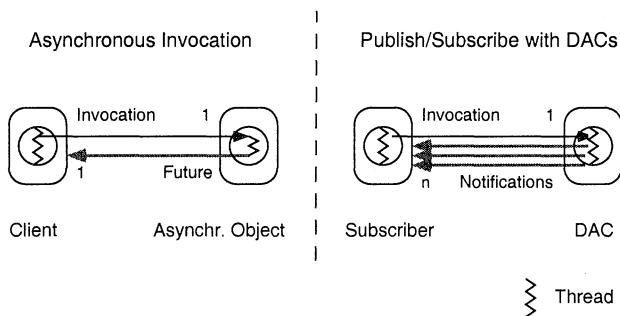 Asynchronous Invocation
Invocation 1
1 Future
Client Asynchr. Object
Publish/Subscribe with DACs
Invocation 1
n Notifications
Subscriber DAC
Thread